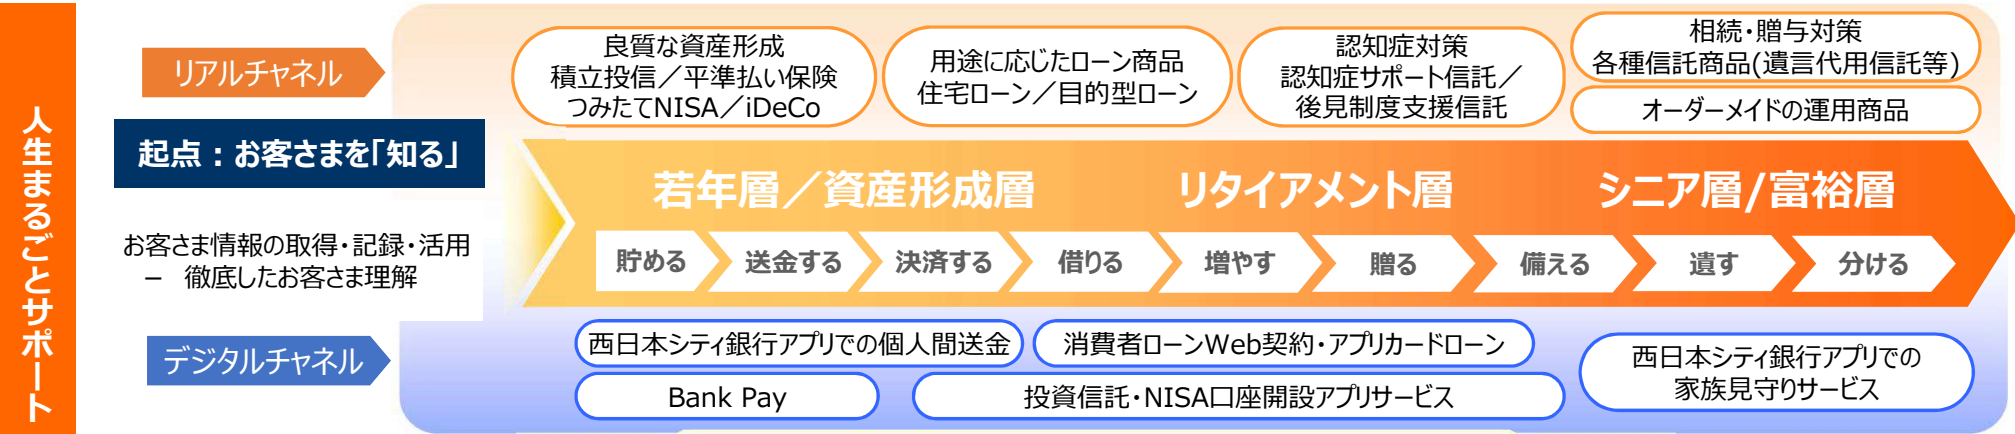 人生まるごとサポート
リアルチャネル
起点：お客さまを「知る」
お客さま情報の取得・記録・活用
－ 徹底したお客さま理解
デジタルチャネル
良質な資産形成
積立投信／平準払い保険
つみたてNISA／iDeCo
用途に応じたローン商品
住宅ローン／目的型ローン
認知症対策
認知症サポート信託／
後見制度支援信託
相続・贈与対策
各種信託商品(遺言代用信託等)
オーダーメイドの運用商品
若年層／資産形成層
リタイアメント層
シニア層/富裕層
貯める
送金する
決済する
借りる
増やす
贈る
備える
遺す
分ける
西日本シティ銀行アプリでの個人間送金
消費者ローンWeb契約・アプリカードローン
Bank Pay
投資信託・NISA口座開設アプリサービス
西日本シティ銀行アプリでの
家族見守りサービス